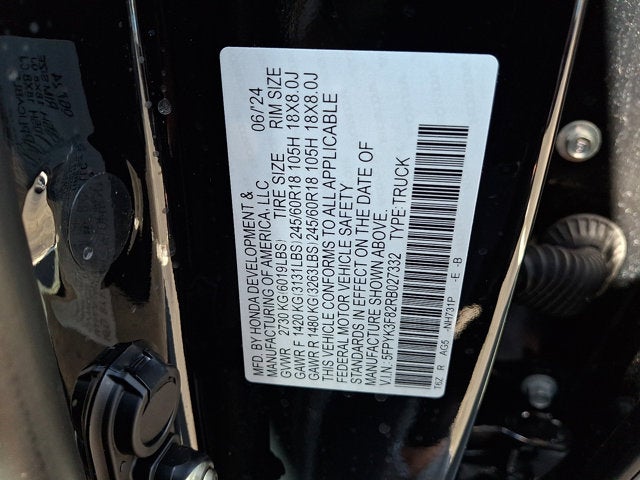 MFD. BY HONDA DEVELOPMENT & 06/'24
MANUFACTURING OF AMERICA, LLC
GVWR 2730 KG(6019LBS) TIRE SIZE RIM SIZE
GAWR F 1420 KG(3131LBS) 245/60R18 105H 18X8.0J
GAWR R 1480 KG(3263LBS) 245/60R18 105H 18X8.0J
THIS VEHICLE CONFORMS TO ALL APPLICABLE
FEDERAL MOTOR VEHICLE SAFETY
STANDARDS IN EFFECT ON THE DATE OF
MANUFACTURE SHOWN ABOVE.
V.I.N.:5FPYK3F82RB027332 TYPE:TRUCK
T6Z R AG5 -NH731P -E -B